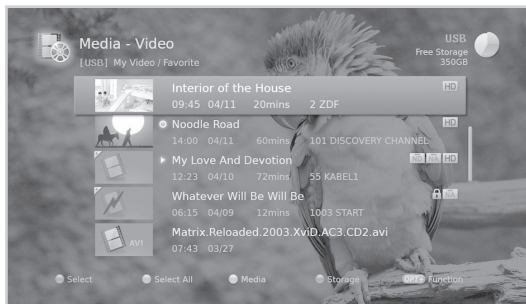 Media - Video
[USB] My Video / Favorite
USB
Free Storage
350GB
Interior of the House
HD
09:45 04/11 20mins 2 ZDF
Noodle Road
HD
14:00 04/11 60mins 101 DISCOVERY CHANNEL
My Love And Devotion
HD
12:23 04/10 72mins 55 KABEL1
Whatever Will Be Will Be
06:15 04/09 12mins 1003 START
Matrix.Reloaded.2003.XviD.AC3.CD2.avi
AVI
07:43 03/27
Select
Select All
Media
Storage
OPT+ Function